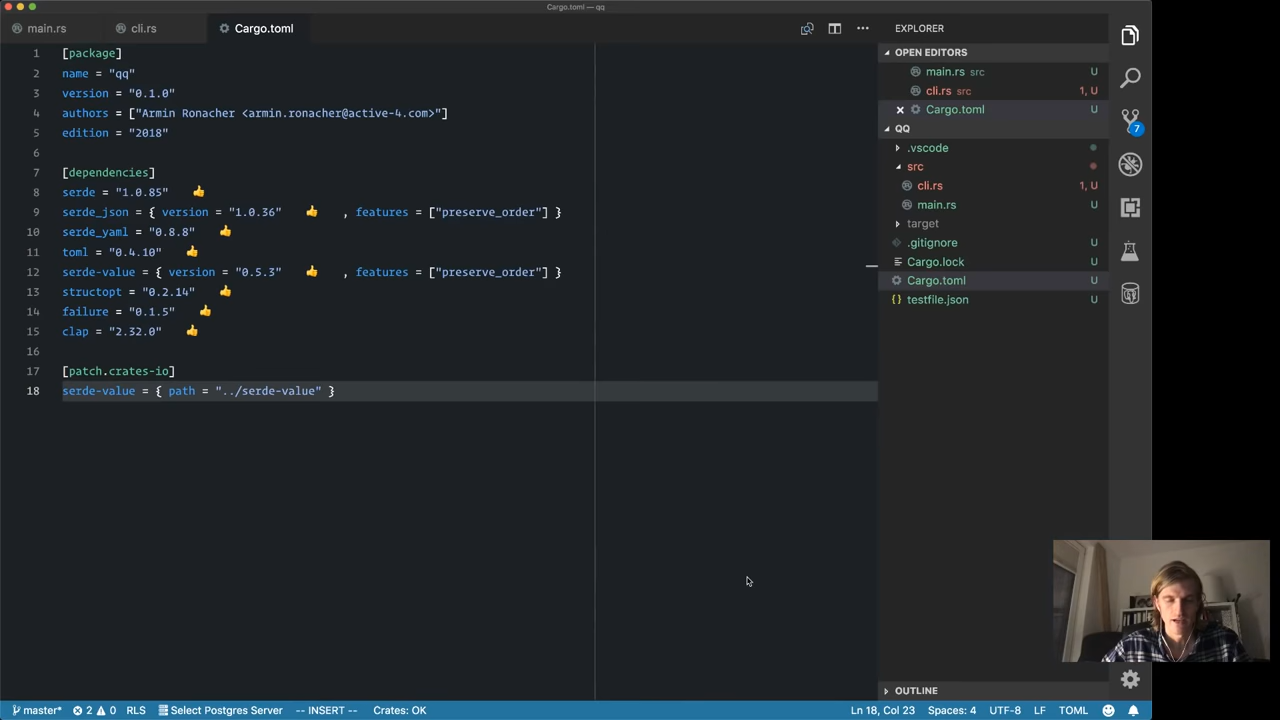 Cargo.toml — qq
main.rs
cli.rs
Cargo.toml
EXPLORER
1 [package]
2 name = "qq"
3 version = "0.1.0"
4 authors = ["Armin Ronacher <armin.ronacher@active-4.com>"]
5 edition = "2018"
6
7 [dependencies]
8 serde = "1.0.85" 👍
9 serde_json = { version = "1.0.36" 👍 , features = ["preserve_order"] }
10 serde_yaml = "0.8.8" 👍
11 toml = "0.4.10" 👍
12 serde-value = { version = "0.5.3" 👍 , features = ["preserve_order"] }
13 structopt = "0.2.14" 👍
14 failure = "0.1.5" 👍
15 clap = "2.32.0" 👍
16
17 [patch.crates-io]
18 serde-value = { path = "../serde-value" }
OPEN EDITORS
main.rs src U
cli.rs src 1, U
Cargo.toml U
QQ
.vscode
src
cli.rs 1, U
main.rs U
target
.gitignore U
Cargo.lock U
Cargo.toml U
{} testfile.json U
OUTLINE
7
master* 2 0 RLS Select Postgres Server -- INSERT -- Crates: OK Ln 18, Col 23 Spaces: 4 UTF-8 LF TOML